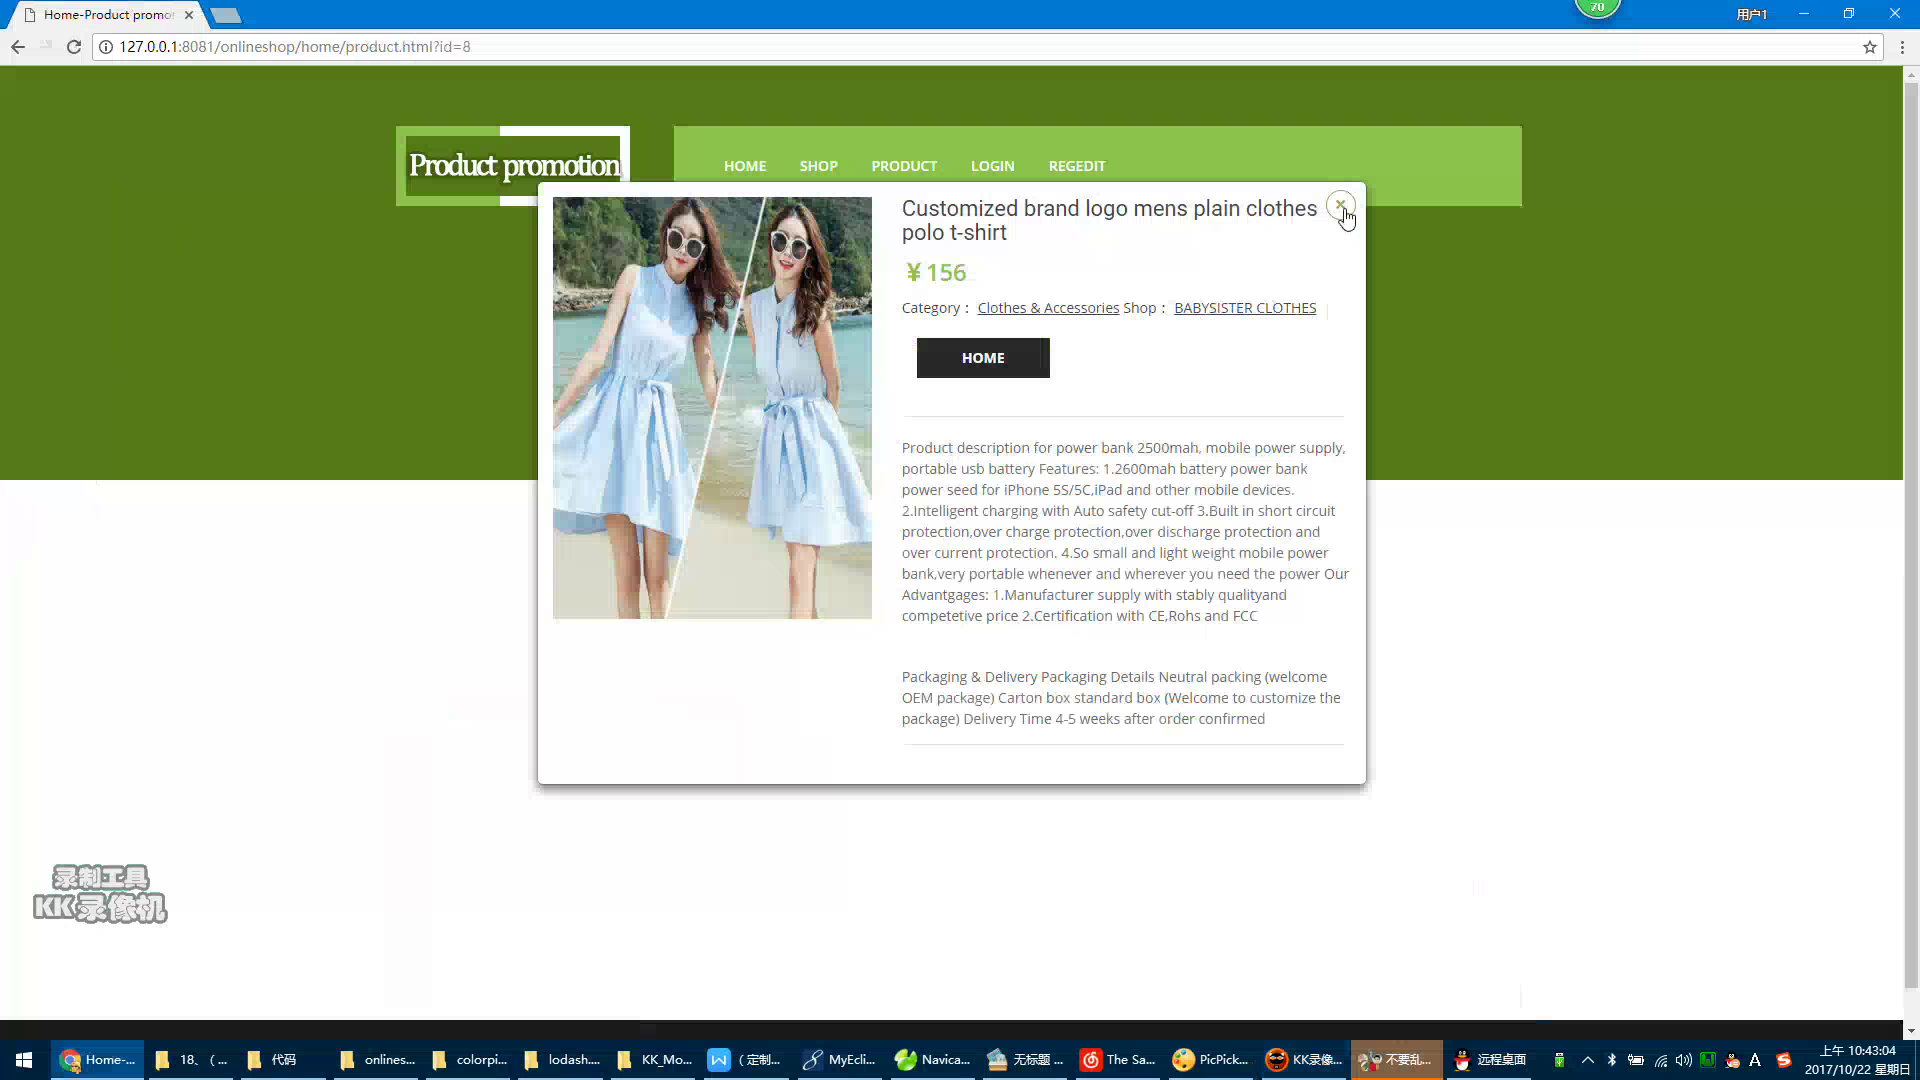 Home-Product promo
70
用户1
127.0.0.1:8081/onlineshop/home/product.html?id=8
Product promotion
HOME
SHOP
PRODUCT
LOGIN
REGEDIT
Customized brand logo mens plain clothes
polo t-shirt
￥156
Category： Clothes & Accessories Shop： BABYSISTER CLOTHES
HOME
Product description for power bank 2500mah, mobile power supply,
portable usb battery Features: 1.2600mah battery power bank
power seed for iPhone 5S/5C,iPad and other mobile devices.
2.Intelligent charging with Auto safety cut-off 3.Built in short circuit
protection,over charge protection,over discharge protection and
over current protection. 4.So small and light weight mobile power
bank,very portable whenever and wherever you need the power Our
Advantgages: 1.Manufacturer supply with stably qualityand
competetive price 2.Certification with CE,Rohs and FCC
Packaging & Delivery Packaging Details Neutral packing (welcome
OEM package) Carton box standard box (Welcome to customize the
package) Delivery Time 4-5 weeks after order confirmed
录制工具
KK录像机
Home-...
18、（ ...
代码
onlines...
colorpi...
lodash....
KK_Mo...
（定制...
MyEcli...
Navica...
无标题 ...
The Sa...
PicPick...
KK录像...
不要乱...
远程桌面
A
上午 10:43:04
2017/10/22 星期日